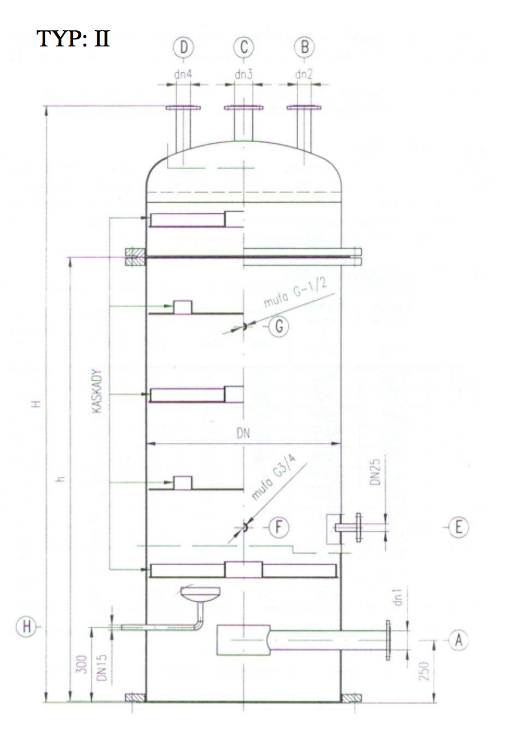 TYP: II
D
C
B
dn4
dn3
dn2
mufa G-1/2
G
KASKADY
H
h
DN
mufa G3/4
F
DN25
E
H
300
DN15
dn1
A
250